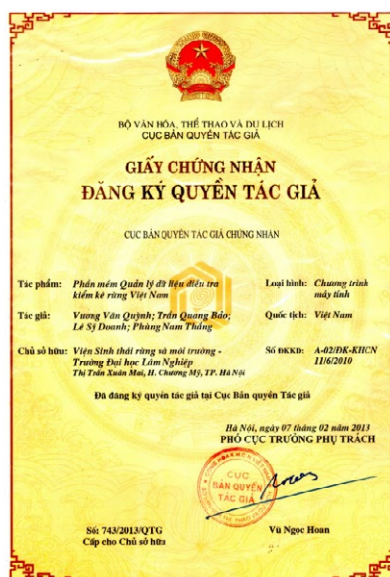 BỘ VĂN HÓA, THỂ THAO VÀ DU LỊCH
CỤC BẢN QUYỀN TÁC GIẢ
GIẤY CHỨNG NHẬN
ĐĂNG KÝ QUYỀN TÁC GIẢ
CỤC BẢN QUYỀN TÁC GIẢ CHỨNG NHẬN
Tác phẩm: Phần mềm Quản lý dữ liệu điều tra kiểm kê rừng Việt Nam
Loại hình: Chương trình máy tính
Tác giả: Vương Văn Quỳnh; Trần Quang Bảo;
Lê Sỹ Doanh; Phùng Nam Thắng
Quốc tịch: Việt Nam
Chủ sở hữu: Viện Sinh thái rừng và môi trường -
Trường Đại học Lâm Nghiệp
Thị Trấn Xuân Mai, H. Chương Mỹ, TP. Hà Nội
Số ĐKKD: A-02/ĐK-KHCN
11/6/2010
Đã đăng ký quyền tác giả tại Cục Bản quyền Tác giả
Hà Nội, ngày 07 tháng 02 năm 2013
PHÓ CỤC TRƯỞNG PHỤ TRÁCH
CỤC
BẢN QUYỀN
TÁC GIẢ
Số: 743/2013/QTG
Cấp cho Chủ sở hữu
Vũ Ngọc Hoan